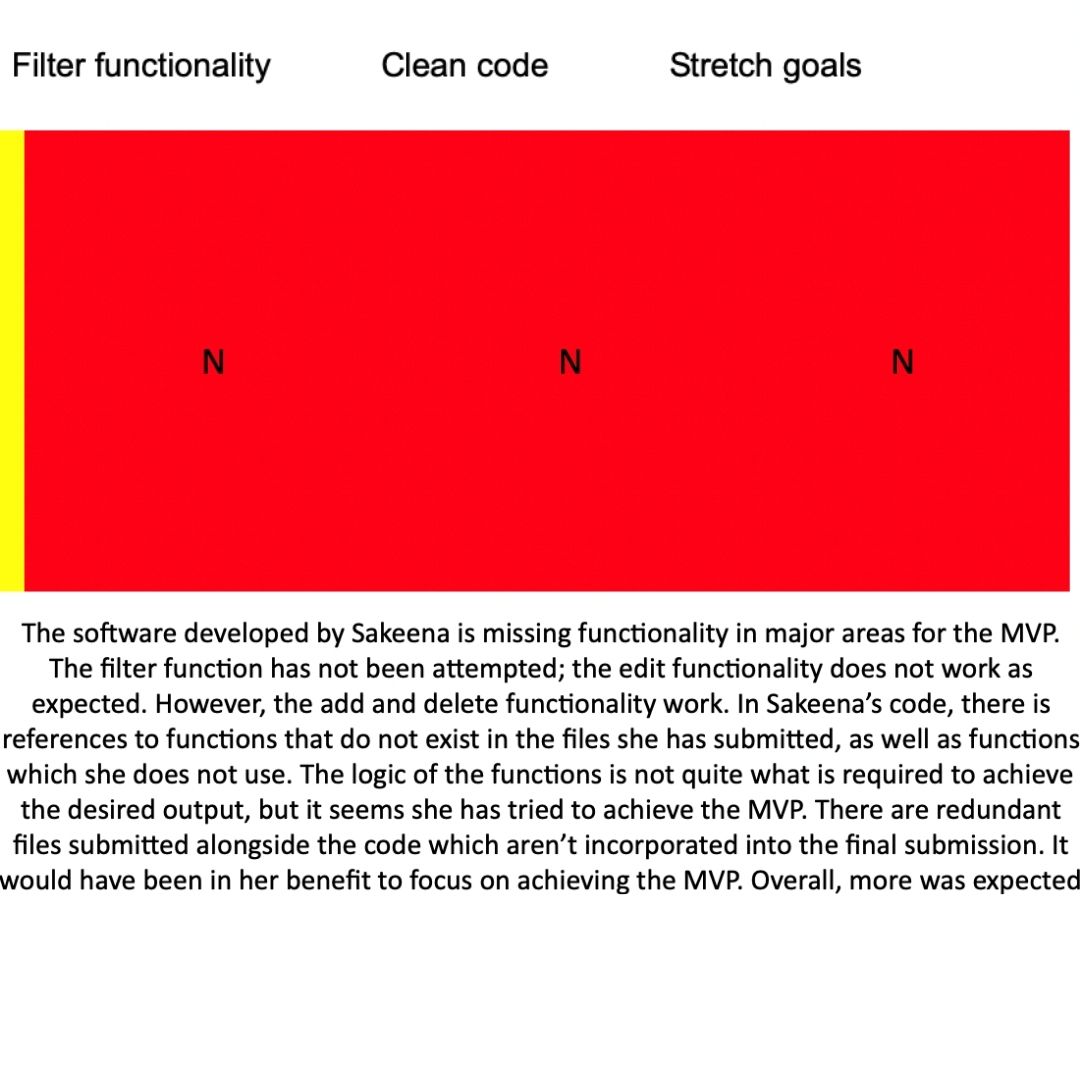 Filter functionality Clean code Stretch goals
N N N
The software developed by Sakeena is missing functionality in major areas for the MVP.
The filter function has not been attempted; the edit functionality does not work as
expected. However, the add and delete functionality work. In Sakeena’s code, there is
references to functions that do not exist in the files she has submitted, as well as functions
which she does not use. The logic of the functions is not quite what is required to achieve
the desired output, but it seems she has tried to achieve the MVP. There are redundant
files submitted alongside the code which aren’t incorporated into the final submission. It
would have been in her benefit to focus on achieving the MVP. Overall, more was expected